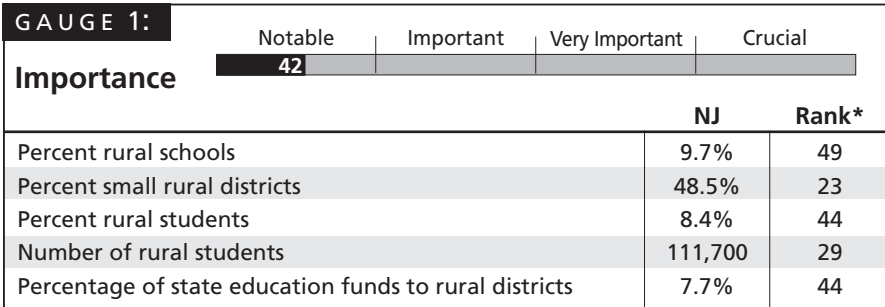 GAUGE 1:
Importance
Notable Important Very Important Crucial
42
NJ Rank*
Percent rural schools 9.7% 49
Percent small rural districts 48.5% 23
Percent rural students 8.4% 44
Number of rural students 111,700 29
Percentage of state education funds to rural districts 7.7% 44